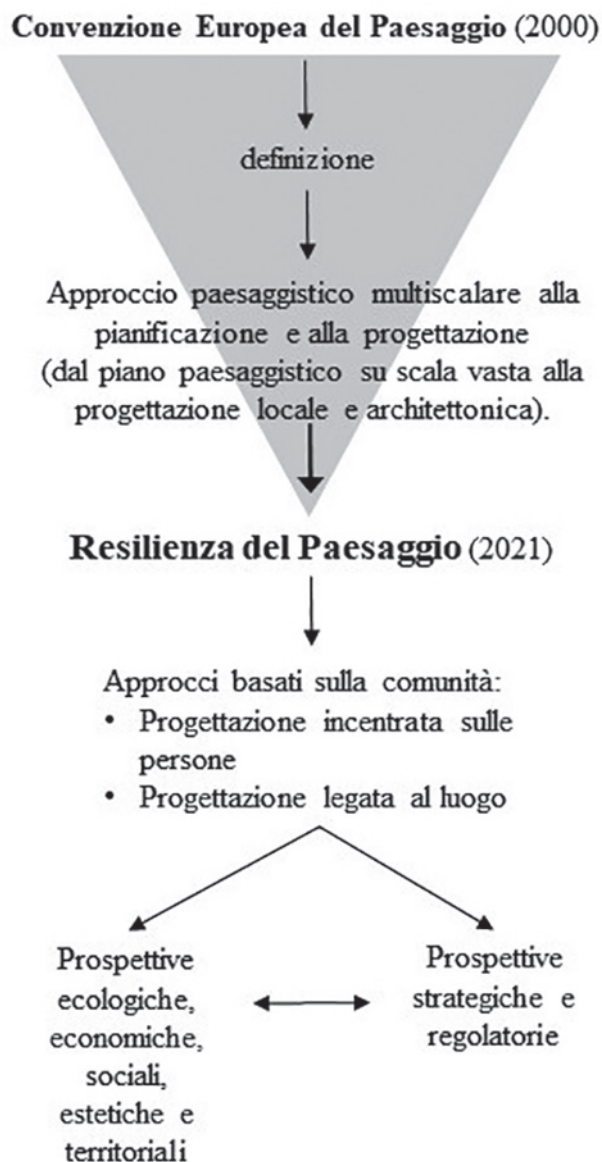 Convenzione Europea del Paesaggio (2000)
definizione
Approccio paesaggistico multiscalare alla
pianificazione e alla progettazione
(dal piano paesaggistico su scala vasta alla
progettazione locale e architettonica).
Resilienza del Paesaggio (2021)
Approcci basati sulla comunità:
• Progettazione incentrata sulle
persone
• Progettazione legata al luogo
Prospettive
ecologiche,
economiche,
sociali,
estetiche e
territoriali
Prospettive
strategiche e
regolatorie